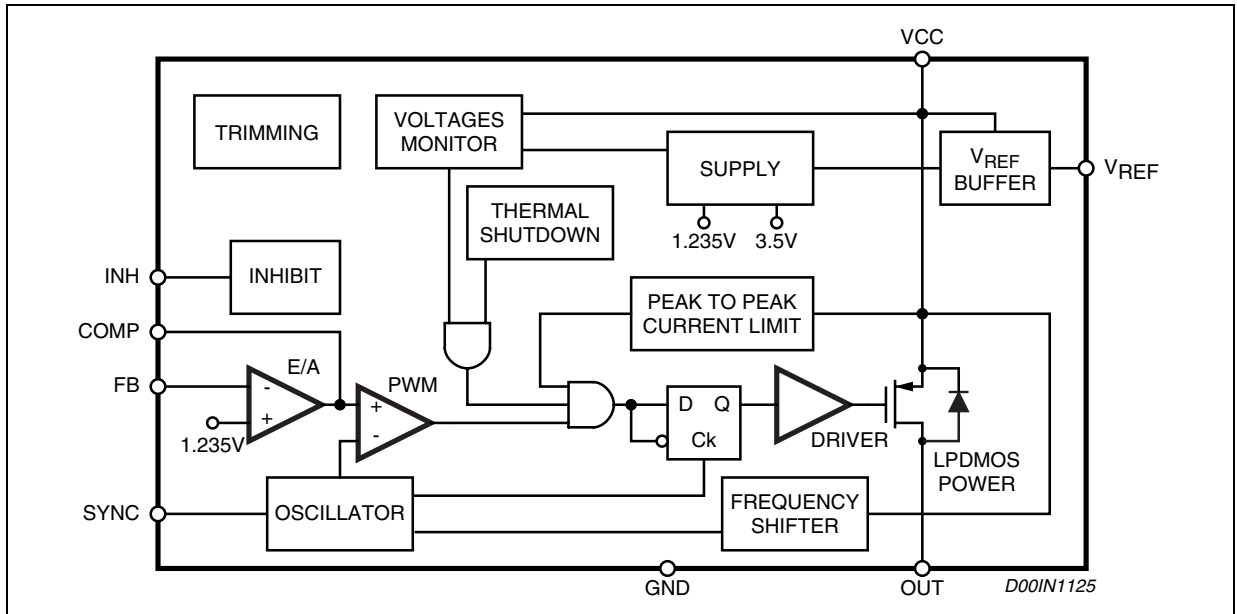 VCC
TRIMMING
VOLTAGES
MONITOR
SUPPLY
VREF
BUFFER
VREF
THERMAL
SHUTDOWN
1.235V
3.5V
INH
INHIBIT
PEAK TO PEAK
CURRENT LIMIT
COMP
E/A
PWM
FB
-
+
1.235V
+
-
D
Q
Ck
DRIVER
LPDMOS
POWER
SYNC
OSCILLATOR
FREQUENCY
SHIFTER
GND
OUT
D00IN1125